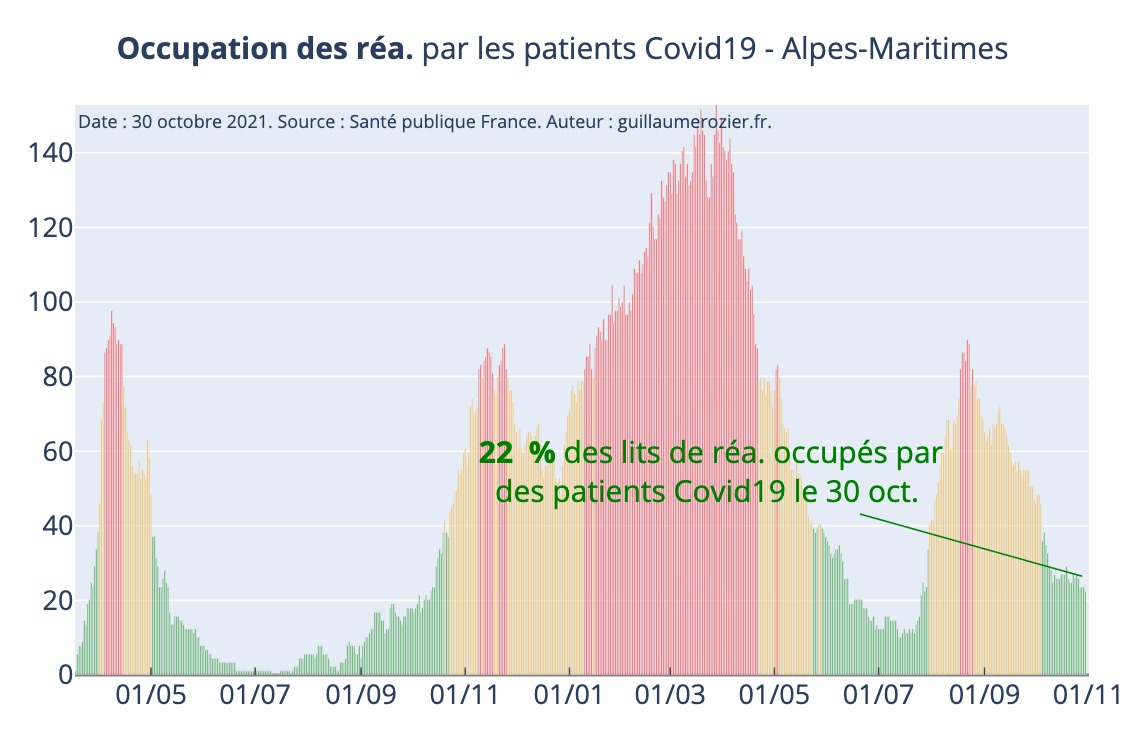 Occupation des réa. par les patients Covid19 - Alpes-Maritimes
Date : 30 octobre 2021. Source : Santé publique France. Auteur : guillaumerozier.fr.
140
120
100
80
60
40
20
0
22 % des lits de réa. occupés par
des patients Covid19 le 30 oct.
01/05 01/07 01/09 01/11 01/01 01/03 01/05 01/07 01/09 01/11